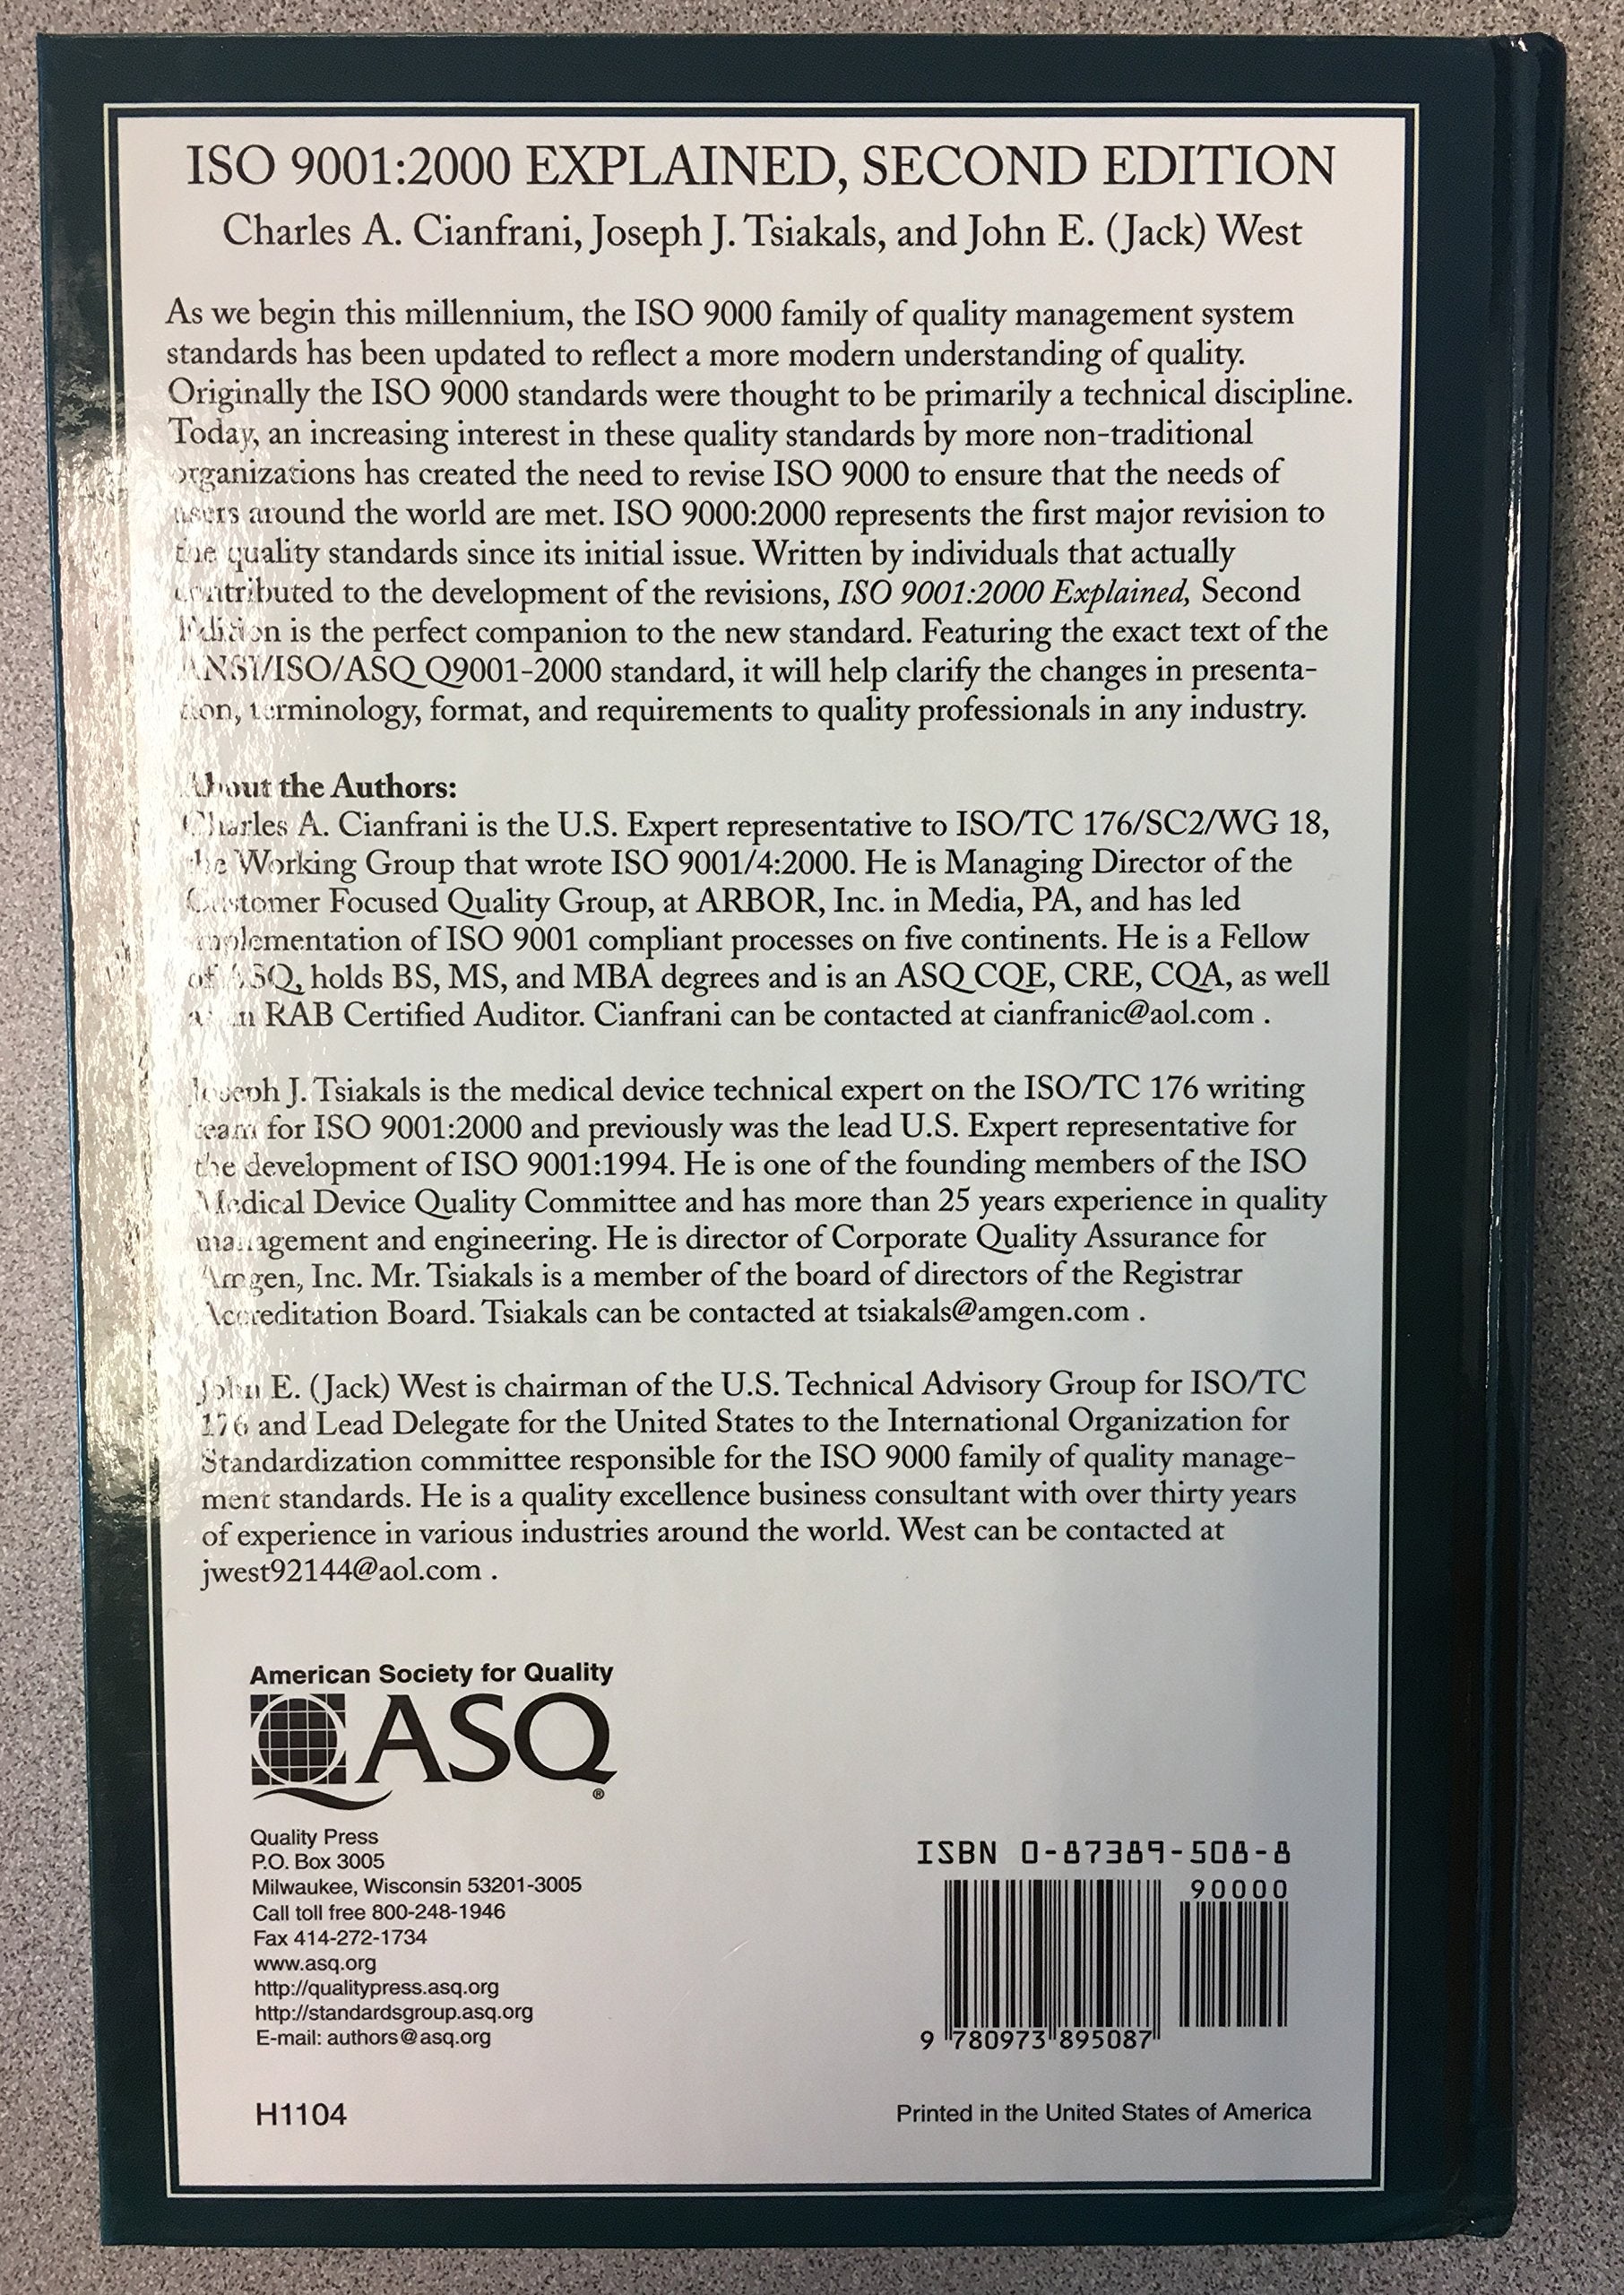 ISO 9001:2000 EXPLAINED, SECOND EDITION
Charles A. Cianfrani, Joseph J. Tsiakals, and John E. (Jack) West
As we begin this millennium, the ISO 9000 family of quality management system
standards has been updated to reflect a more modern understanding of quality.
Originally the ISO 9000 standards were thought to be primarily a technical discipline.
Today, an increasing interest in these quality standards by more non-traditional
organizations has created the need to revise ISO 9000 to ensure that the needs of
users around the world are met. ISO 9000:2000 represents the first major revision to
the quality standards since its initial issue. Written by individuals that actually
contributed to the development of the revisions, ISO 9001:2000 Explained, Second
Edition is the perfect companion to the new standard. Featuring the exact text of the
ANSI/ISO/ASQ Q9001-2000 standard, it will help clarify the changes in presenta-
tion, terminology, format, and requirements to quality professionals in any industry.
About the Authors:
Charles A. Cianfrani is the U.S. Expert representative to ISO/TC 176/SC2/WG 18,
the Working Group that wrote ISO 9001/4:2000. He is Managing Director of the
Customer Focused Quality Group, at ARBOR, Inc. in Media, PA, and has led
implementation of ISO 9001 compliant processes on five continents. He is a Fellow
of ASQ, holds BS, MS, and MBA degrees and is an ASQ CQE, CRE, CQA, as well
as an RAB Certified Auditor. Cianfrani can be contacted at cianfranic@aol.com .
Joseph J. Tsiakals is the medical device technical expert on the ISO/TC 176 writing
team for ISO 9001:2000 and previously was the lead U.S. Expert representative for
the development of ISO 9001:1994. He is one of the founding members of the ISO
Medical Device Quality Committee and has more than 25 years experience in quality
management and engineering. He is director of Corporate Quality Assurance for
Amgen, Inc. Mr. Tsiakals is a member of the board of directors of the Registrar
Accreditation Board. Tsiakals can be contacted at tsiakals@amgen.com .
John E. (Jack) West is chairman of the U.S. Technical Advisory Group for ISO/TC
176 and Lead Delegate for the United States to the International Organization for
Standardization committee responsible for the ISO 9000 family of quality manage-
ment standards. He is a quality excellence business consultant with over thirty years
of experience in various industries around the world. West can be contacted at
jwest92144@aol.com .
American Society for Quality
ASQ
®
Quality Press
P.O. Box 3005
Milwaukee, Wisconsin 53201-3005
Call toll free 800-248-1946
Fax 414-272-1734
www.asq.org
http://qualitypress.asq.org
http://standardsgroup.asq.org
E-mail: authors@asq.org
H1104
ISBN 0-87389-508-8
90000
9 780973 895087
Printed in the United States of America